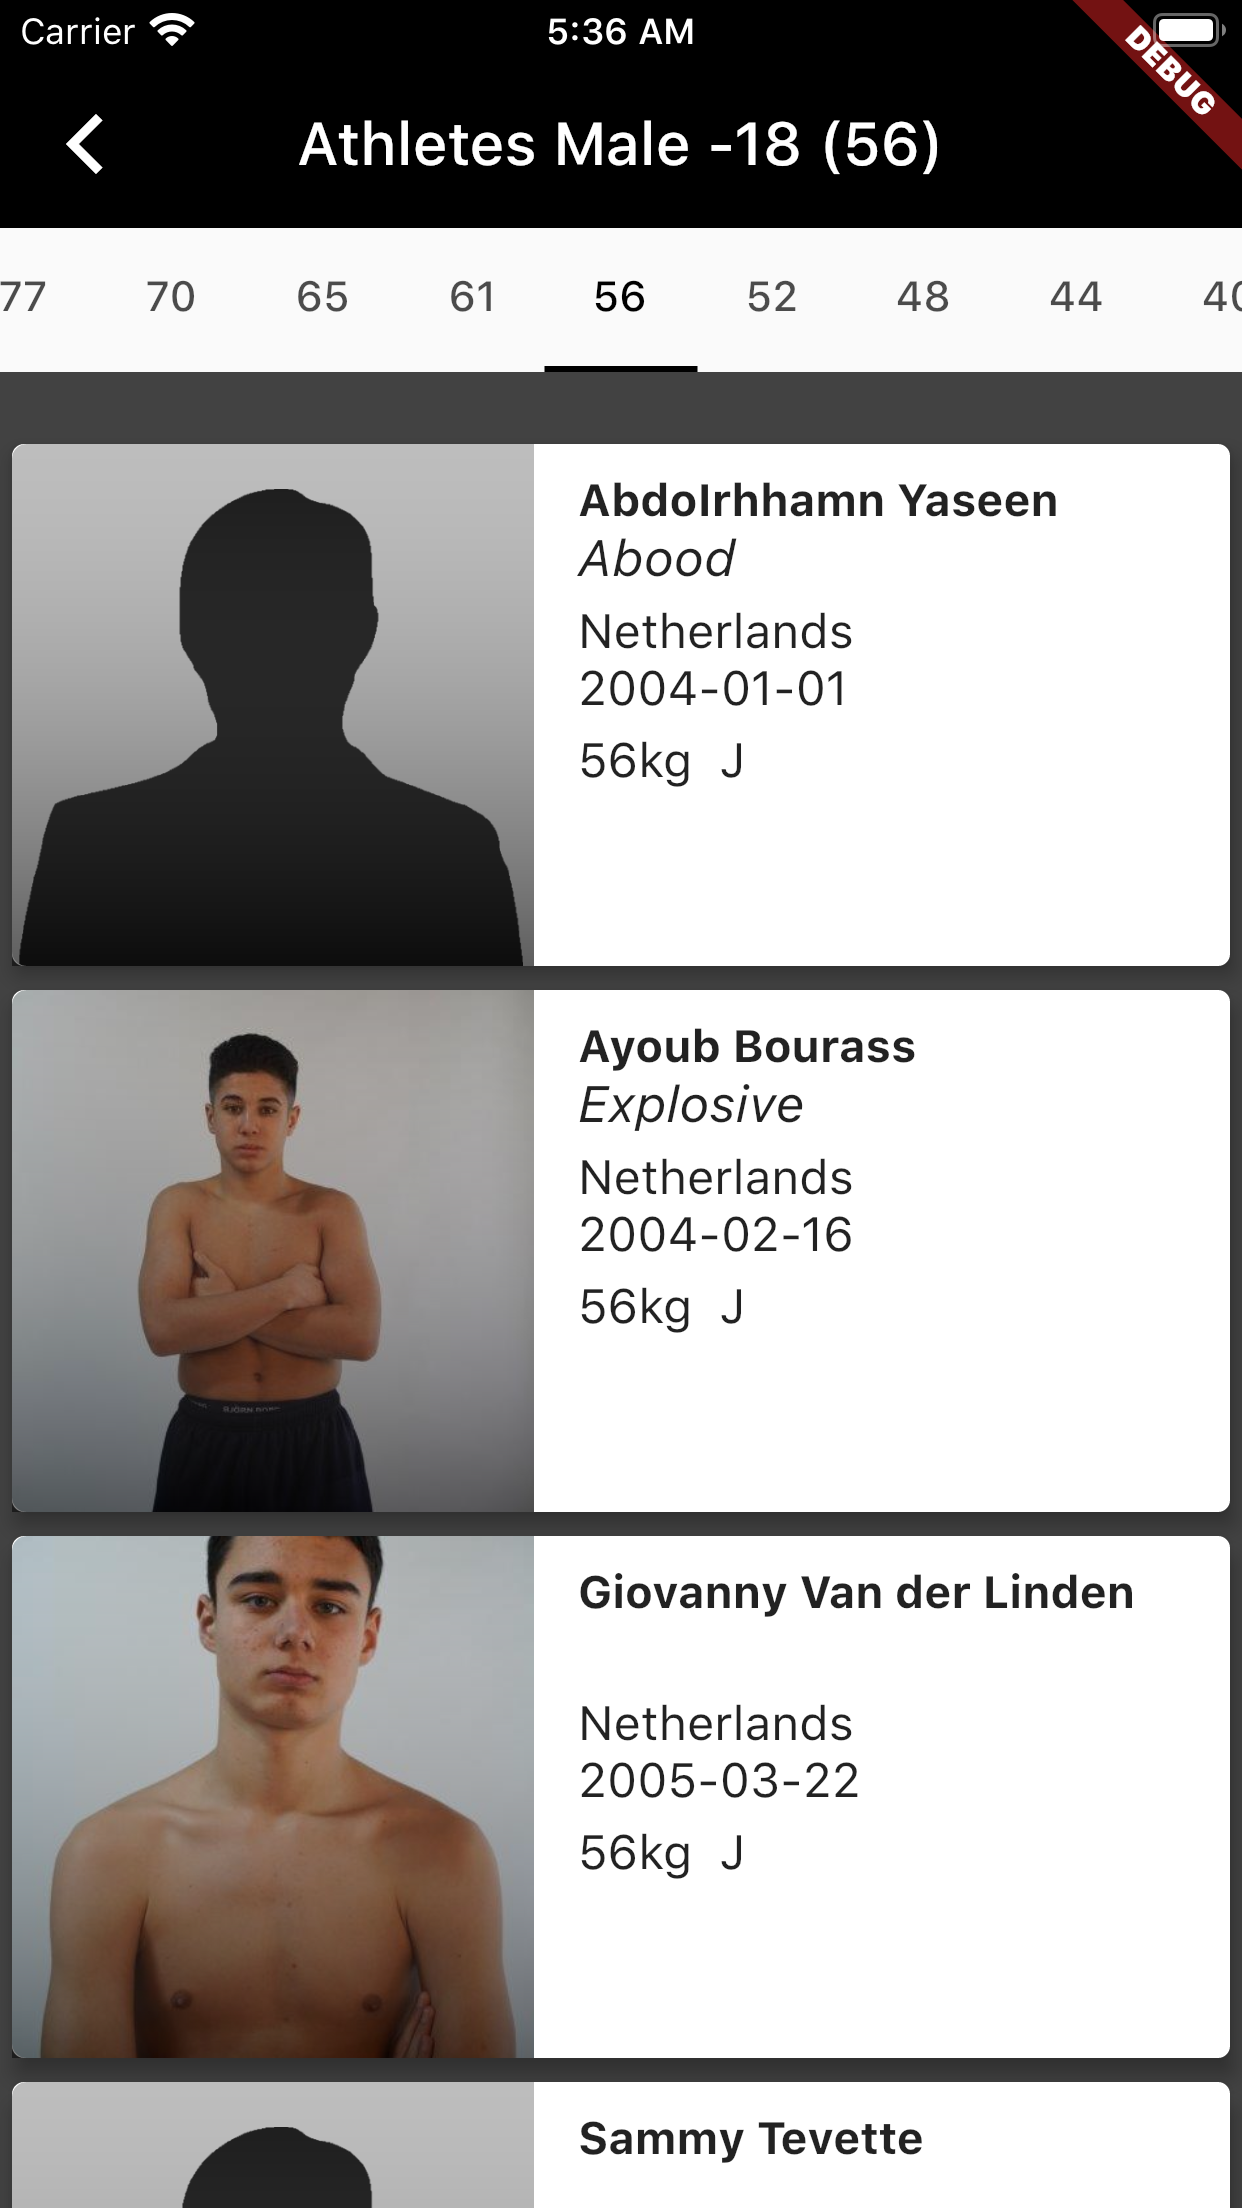 Carrier 5:36 AM
DEBUG
Athletes Male -18 (56)
77 70 65 61 56 52 48 44 40
Abdolrhhamn Yaseen
Abood
Netherlands
2004-01-01
56kg J
Ayoub Bourass
Explosive
Netherlands
2004-02-16
56kg J
Giovanny Van der Linden
Netherlands
2005-03-22
56kg J
Sammy Tevette